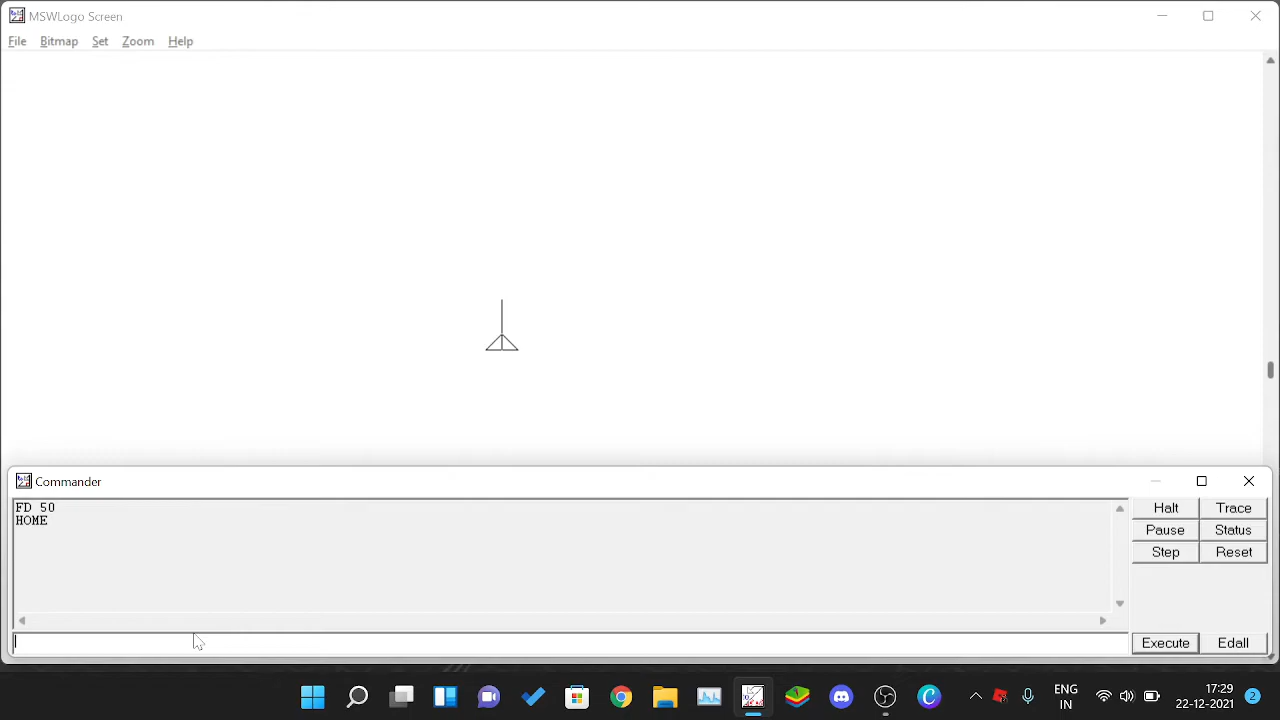 MSWLogo Screen
File Bitmap Set Zoom Help
Commander
FD 50
HOME
Halt Trace
Pause Status
Step Reset
Execute Edall
ENG
IN
17:29
22-12-2021
2